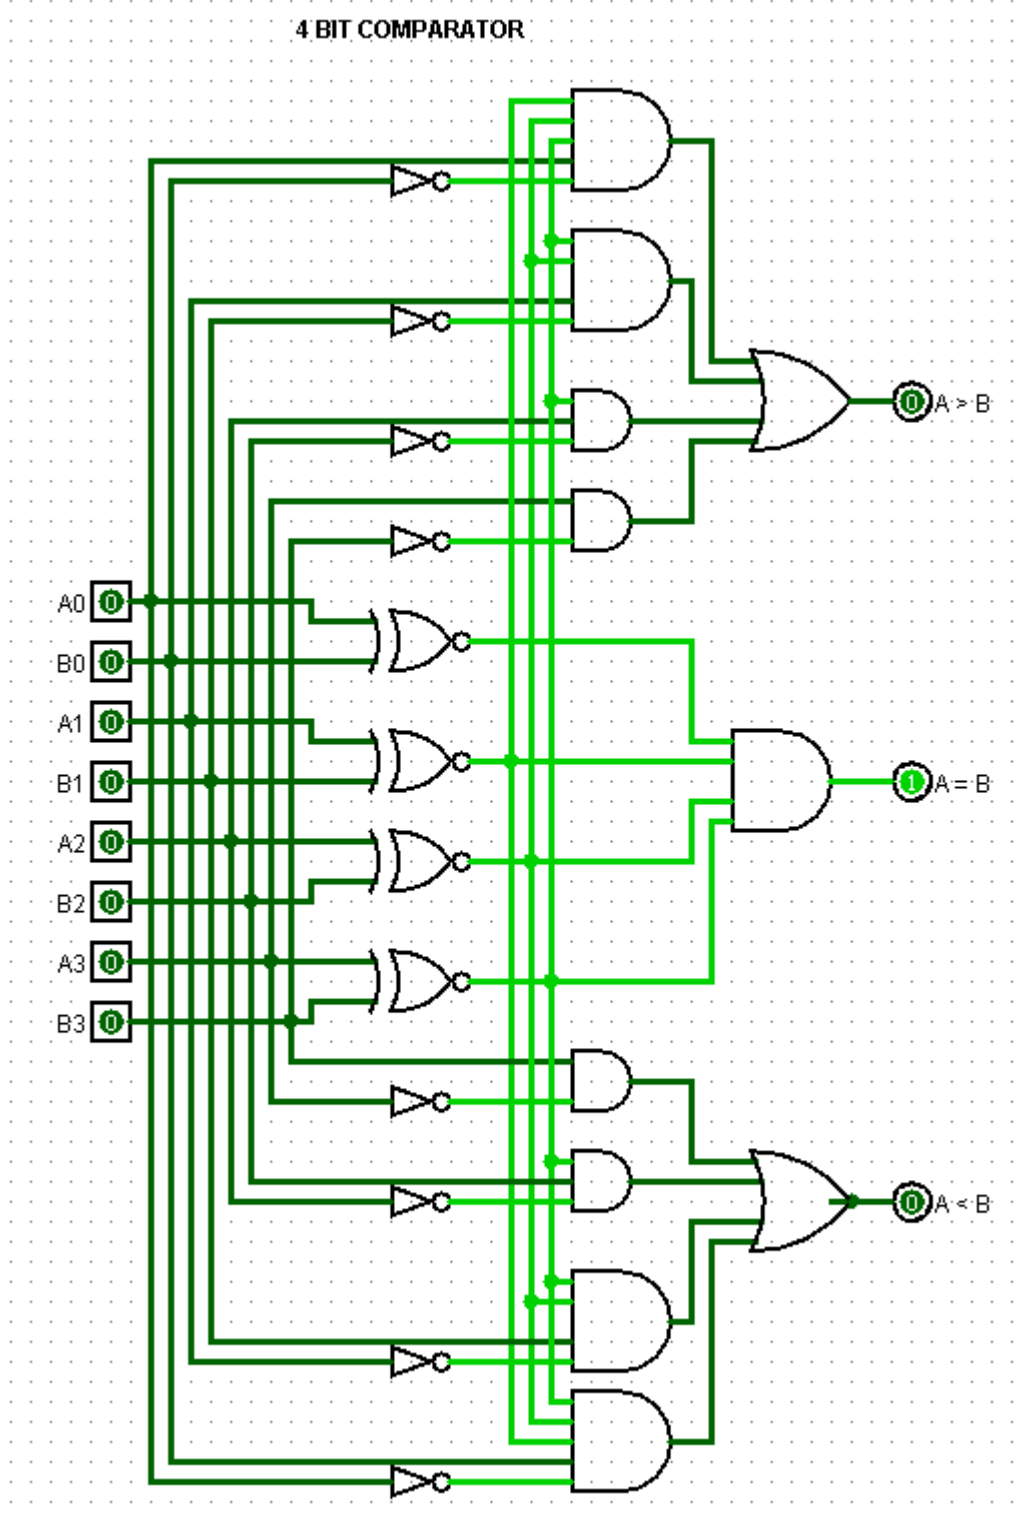 4 BIT COMPARATOR
0 A > B
A0 0
B0 0
A1 0
B1 0
1 A = B
A2 0
B2 0
A3 0
B3 0
0 A < B